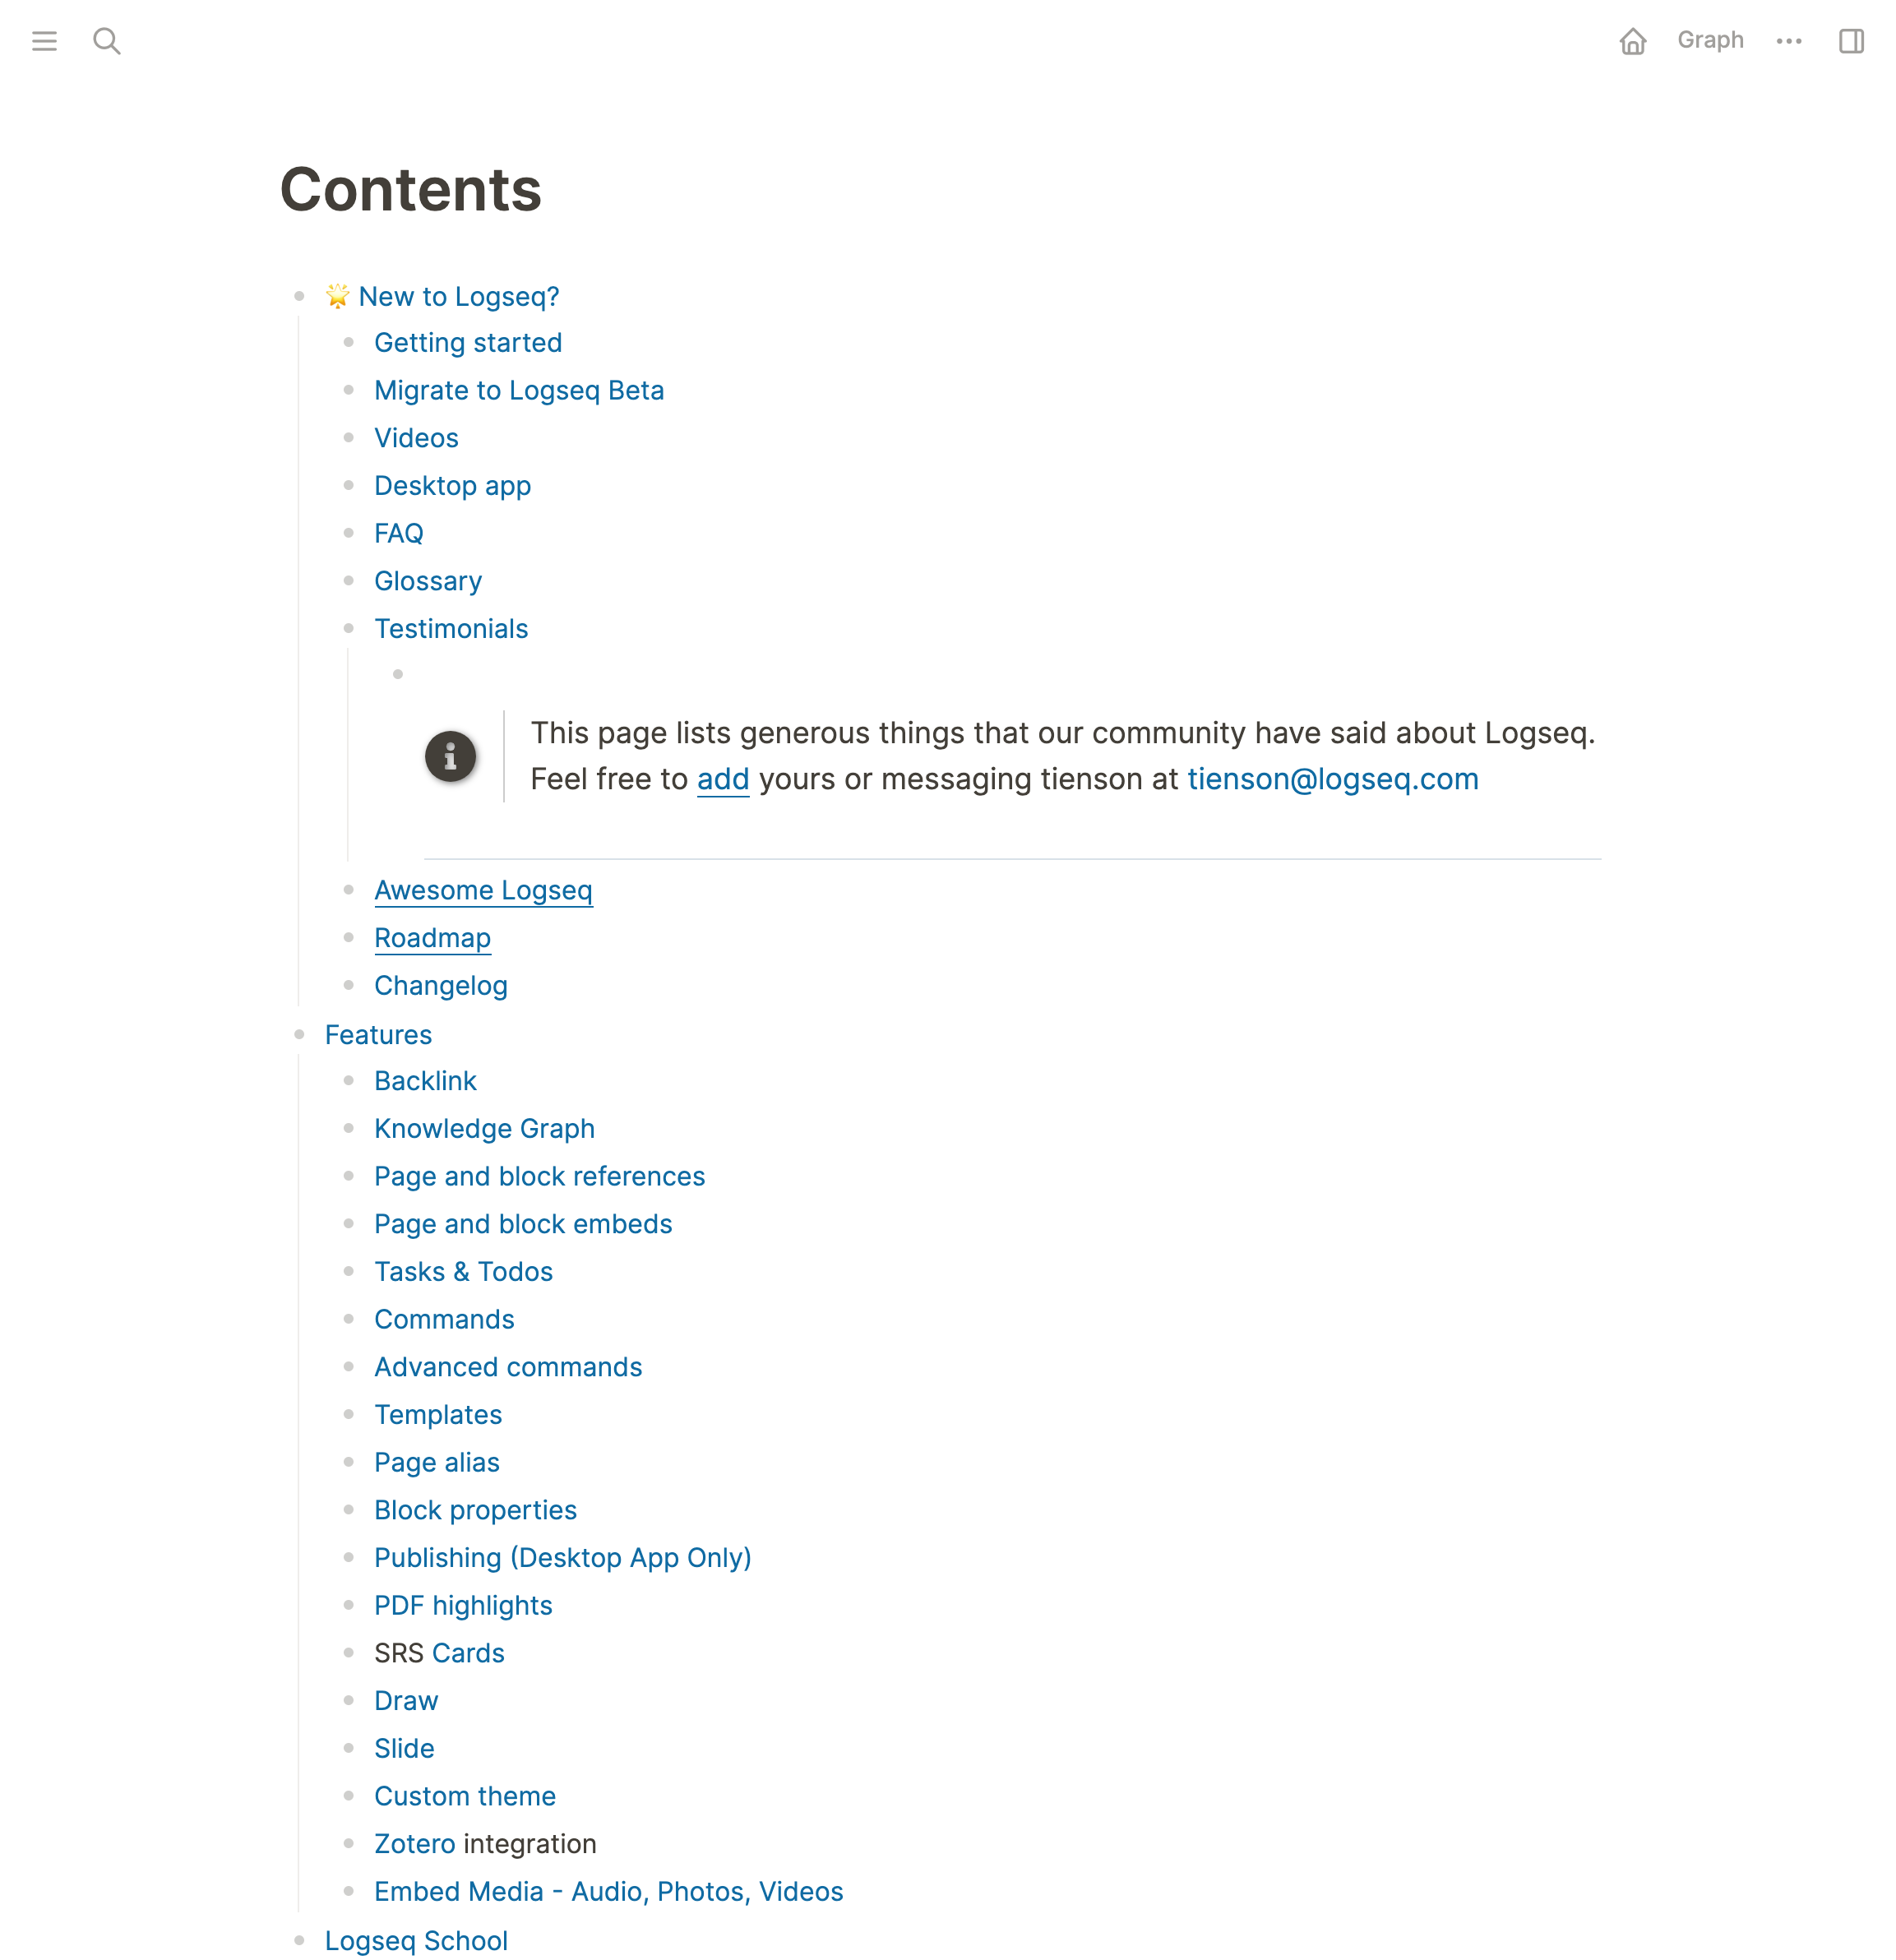 Graph
Contents
🌟 New to Logseq?
Getting started
Migrate to Logseq Beta
Videos
Desktop app
FAQ
Glossary
Testimonials
This page lists generous things that our community have said about Logseq.
Feel free to add yours or messaging tienson at tienson@logseq.com
Awesome Logseq
Roadmap
Changelog
Features
Backlink
Knowledge Graph
Page and block references
Page and block embeds
Tasks & Todos
Commands
Advanced commands
Templates
Page alias
Block properties
Publishing (Desktop App Only)
PDF highlights
SRS Cards
Draw
Slide
Custom theme
Zotero integration
Embed Media - Audio, Photos, Videos
Logseq School